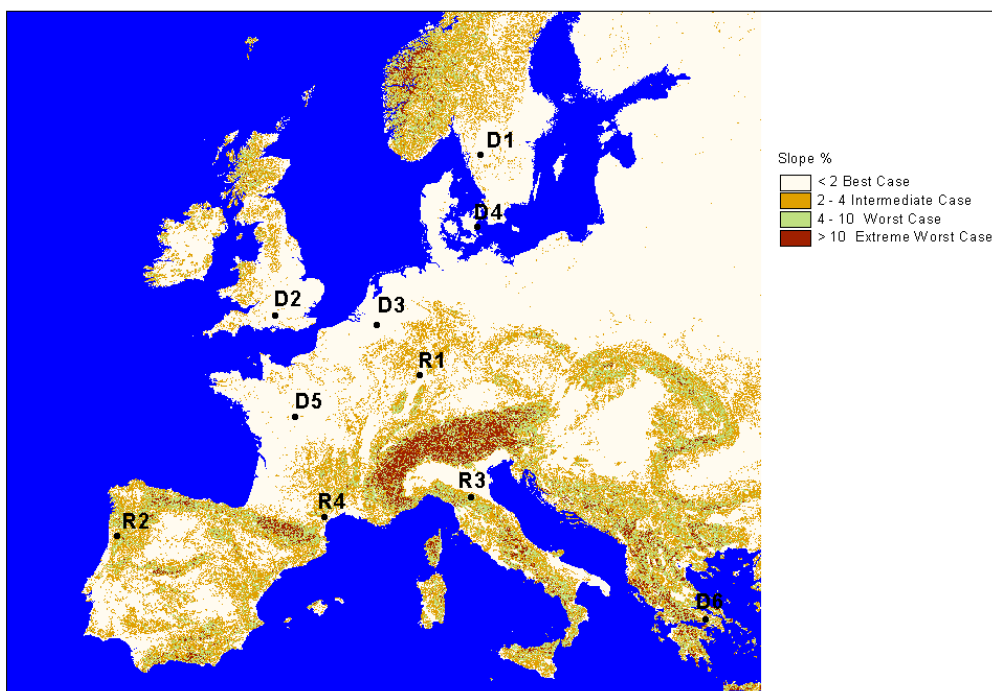 D1
Slope %
< 2 Best Case
2 - 4 Intermediate Case
D4
4 - 10 Worst Case
> 10 Extreme Worst Case
D2
D3
R1
D5
R3
R4
R2
D6